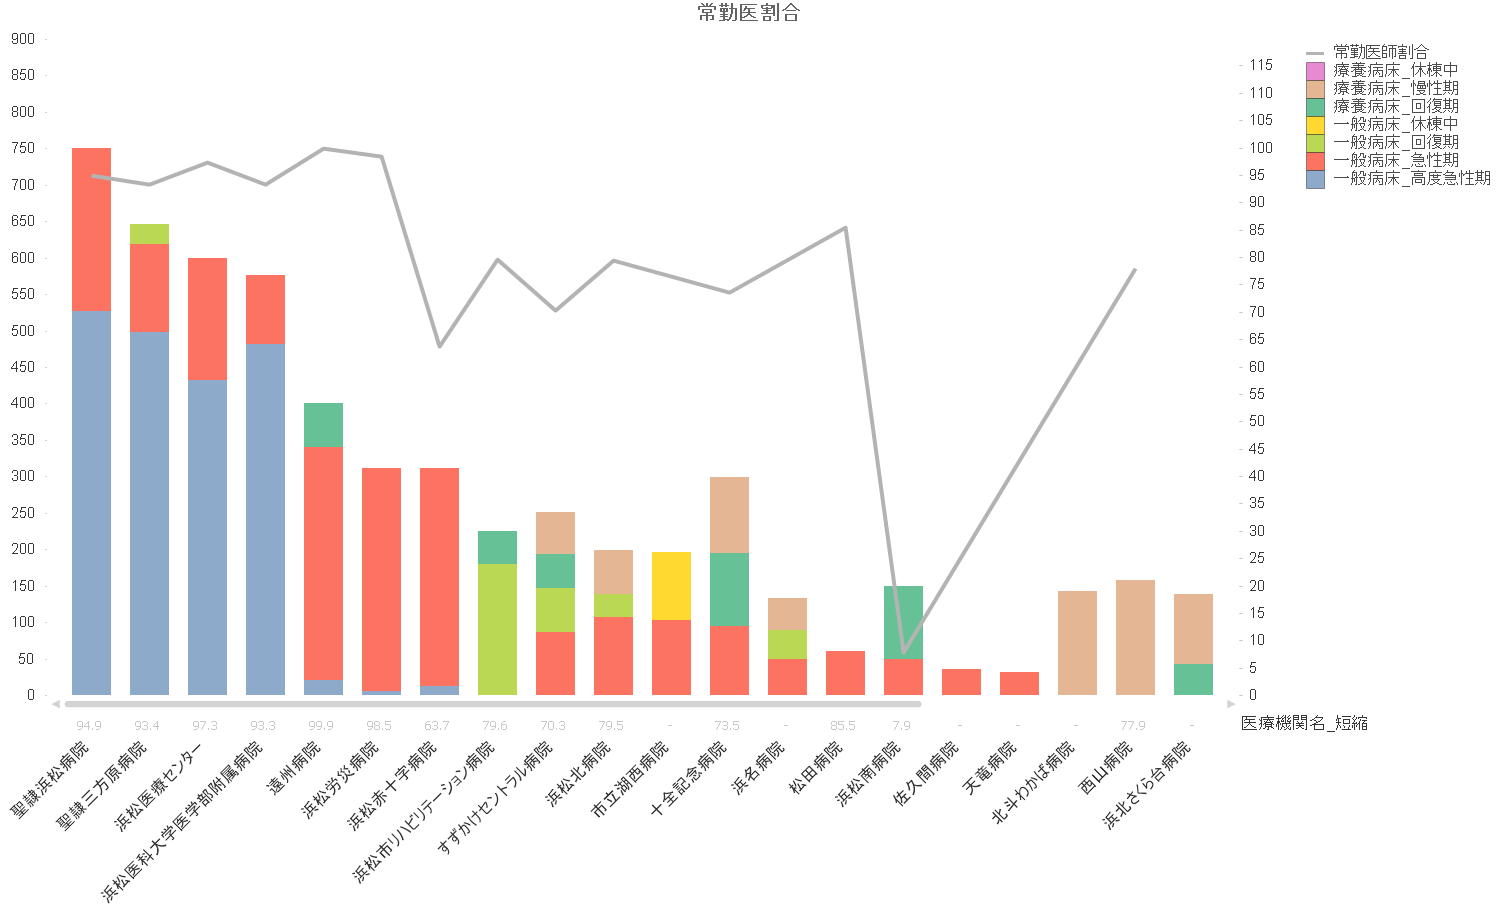 常勤医割合
900
850
800
750
700
650
600
550
500
450
400
350
300
250
200
150
100
50
0
115
110
105
100
95
90
85
80
75
70
65
60
55
50
45
40
35
30
25
20
15
10
5
0
常勤医師割合
療養病床_休棟中
療養病床_慢性期
療養病床_回復期
一般病床_休棟中
一般病床_回復期
一般病床_急性期
一般病床_高度急性期
94.9 93.4 97.3 93.3 99.9 98.5 63.7 79.6 70.3 79.5 - 73.5 - 85.5 7.9 - - - 77.9 -
医療機関名_短縮
聖隷浜松病院
聖隷三方原病院
浜松医療センター
浜松医科大学医学部附属病院
遠州病院
浜松労災病院
浜松赤十字病院
浜松市リハビリテーション病院
すずかけセントラル病院
浜松北病院
市立湖西病院
十全記念病院
浜名病院
松田病院
浜松南病院
佐久間病院
天竜病院
北斗わかば病院
西山病院
浜北さくら台病院